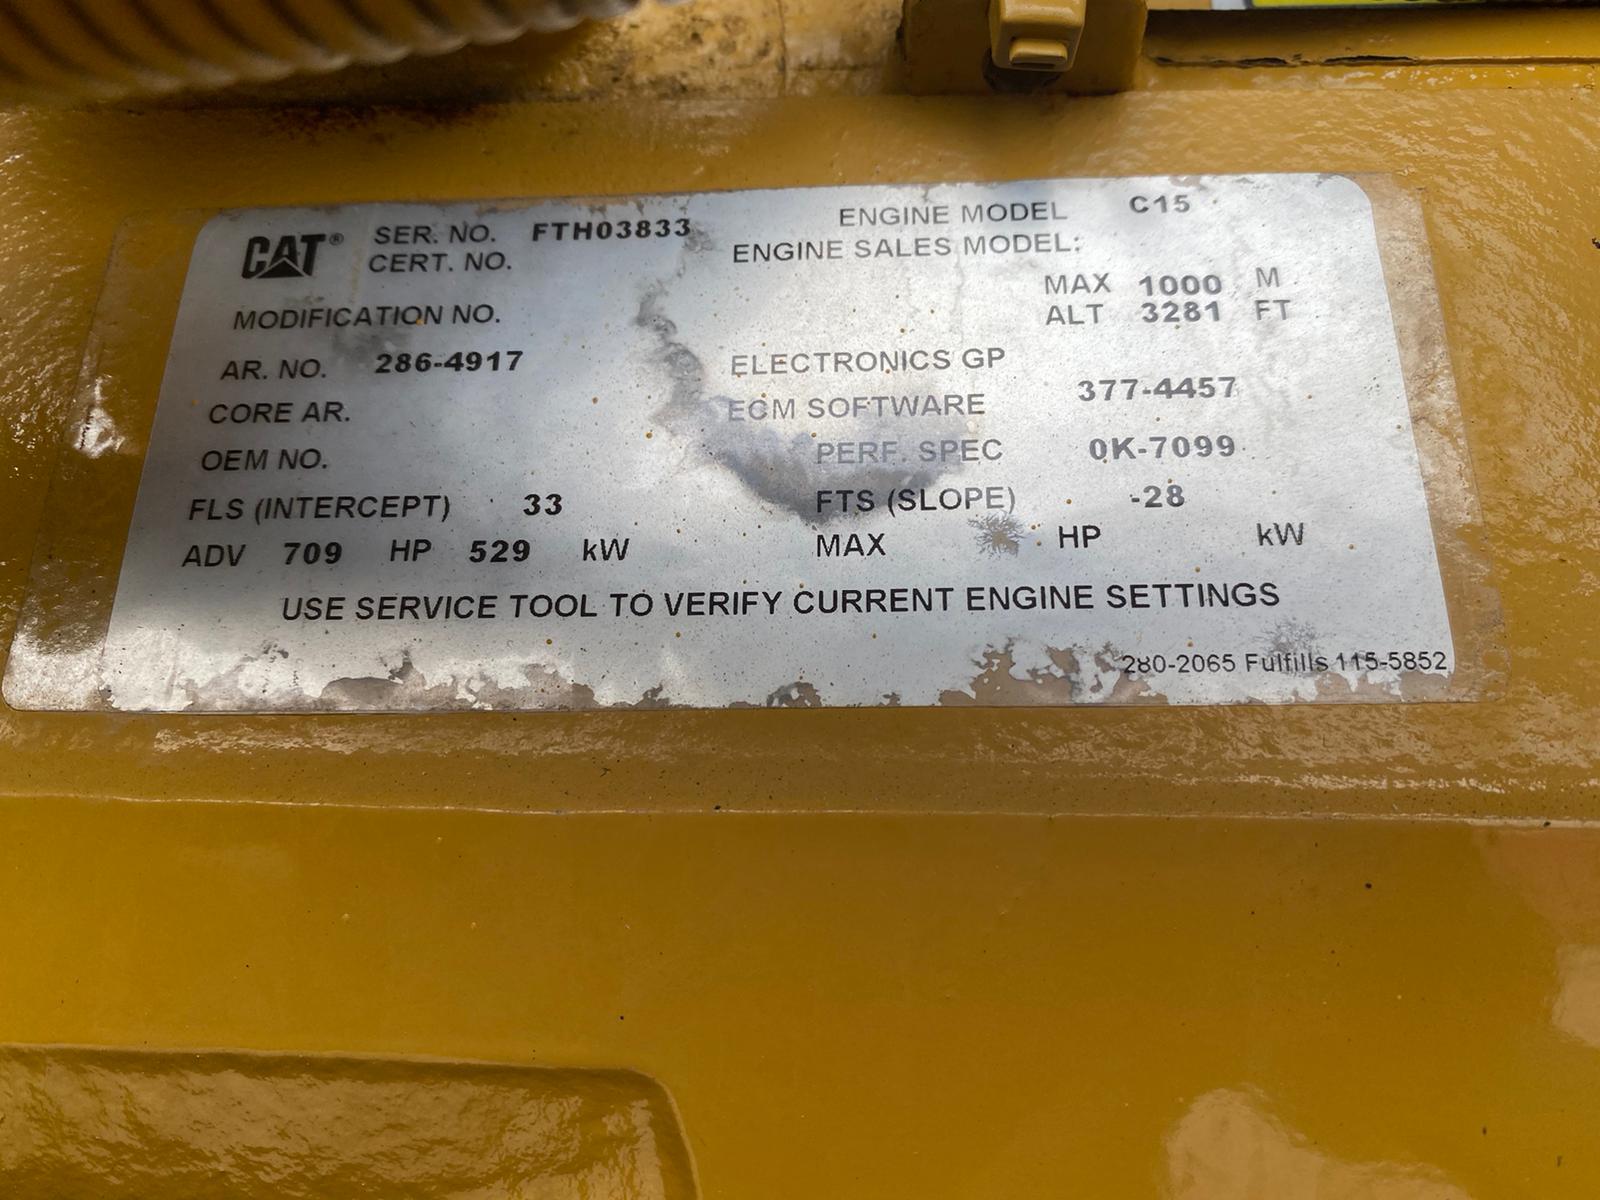 CAT® SER. NO. FTH03833 ENGINE MODEL C15
CERT. NO. ENGINE SALES MODEL:
MAX 1000 M
MODIFICATION NO. ALT 3281 FT
AR. NO. 286-4917 ELECTRONICS GP
377-4457
CORE AR. ECM SOFTWARE
OEM NO. PERF. SPEC 0K-7099
FLS (INTERCEPT) 33 FTS (SLOPE) -28
ADV 709 HP 529 kW MAX HP kW
USE SERVICE TOOL TO VERIFY CURRENT ENGINE SETTINGS
280-2065 Fulfills 115-5852